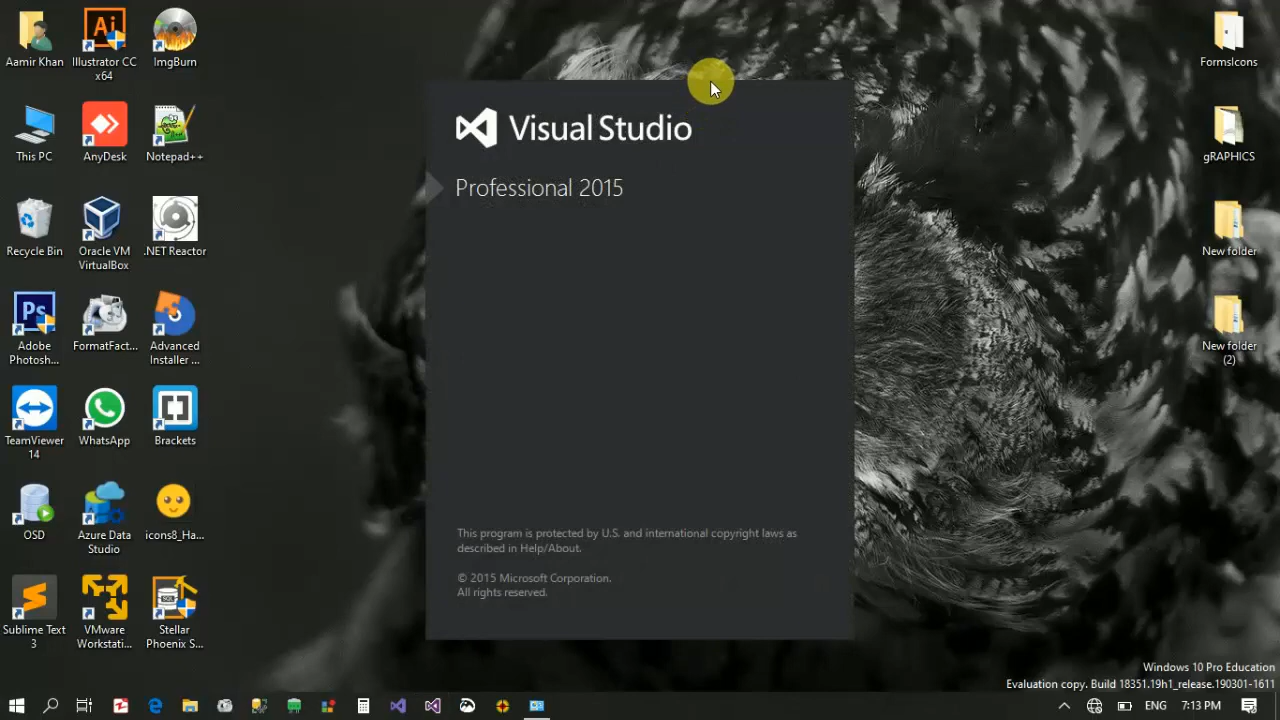 Aamir Khan
Illustrator CC
x64
ImgBurn
This PC
AnyDesk
Notepad++
Recycle Bin
Oracle VM
VirtualBox
.NET Reactor
Ps
Adobe
Photosh...
FormatFact...
Advanced
Installer ...
TeamViewer
14
WhatsApp
Brackets
OSD
Azure Data
Studio
icons8_Ha...
Sublime Text
3
VMware
Workstati...
SQL
Stellar
Phoenix S...
Ai
Visual Studio
Professional 2015
This program is protected by U.S. and international copyright laws as
described in Help/About.
© 2015 Microsoft Corporation.
All rights reserved.
FormsIcons
gRAPHICS
New folder
New folder
(2)
Windows 10 Pro Education
Evaluation copy. Build 18351.19h1_release.190301-1611
ENG
7:13 PM